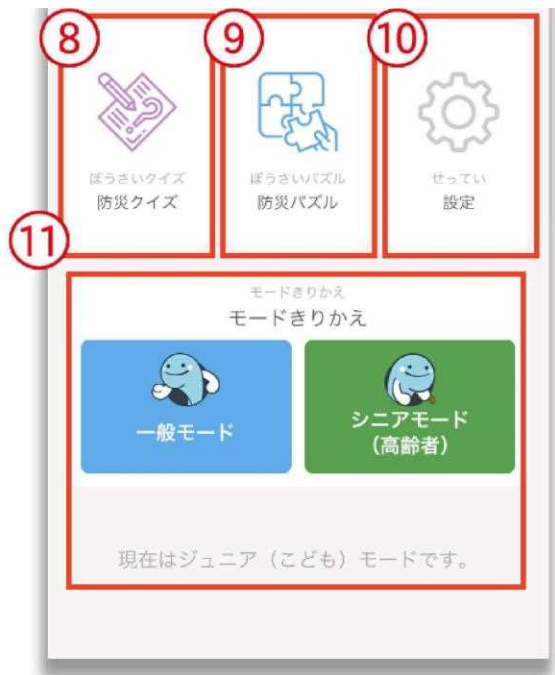 ⑧
⑨
⑩
ぼうさいクイズ
防災クイズ
ぼうさいパズル
防災パズル
せってい
設定
⑪
モードきりかえ
モードきりかえ
一般モード
シニアモード
（高齢者）
現在はジュニア（こども）モードです。